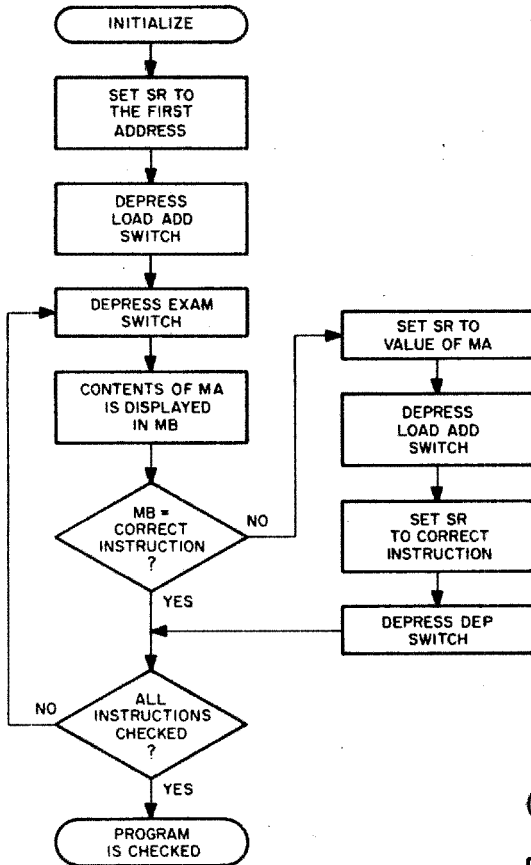 INITIALIZE
SET SR TO
THE FIRST
ADDRESS
DEPRESS
LOAD ADD
SWITCH
DEPRESS EXAM
SWITCH
CONTENTS OF MA
IS DISPLAYED
IN MB
MB =
CORRECT
INSTRUCTION
?
NO
YES
SET SR TO
VALUE OF MA
DEPRESS
LOAD ADD
SWITCH
SET SR
TO CORRECT
INSTRUCTION
DEPRESS DEP
SWITCH
ALL
INSTRUCTIONS
CHECKED
?
NO
YES
PROGRAM
IS CHECKED